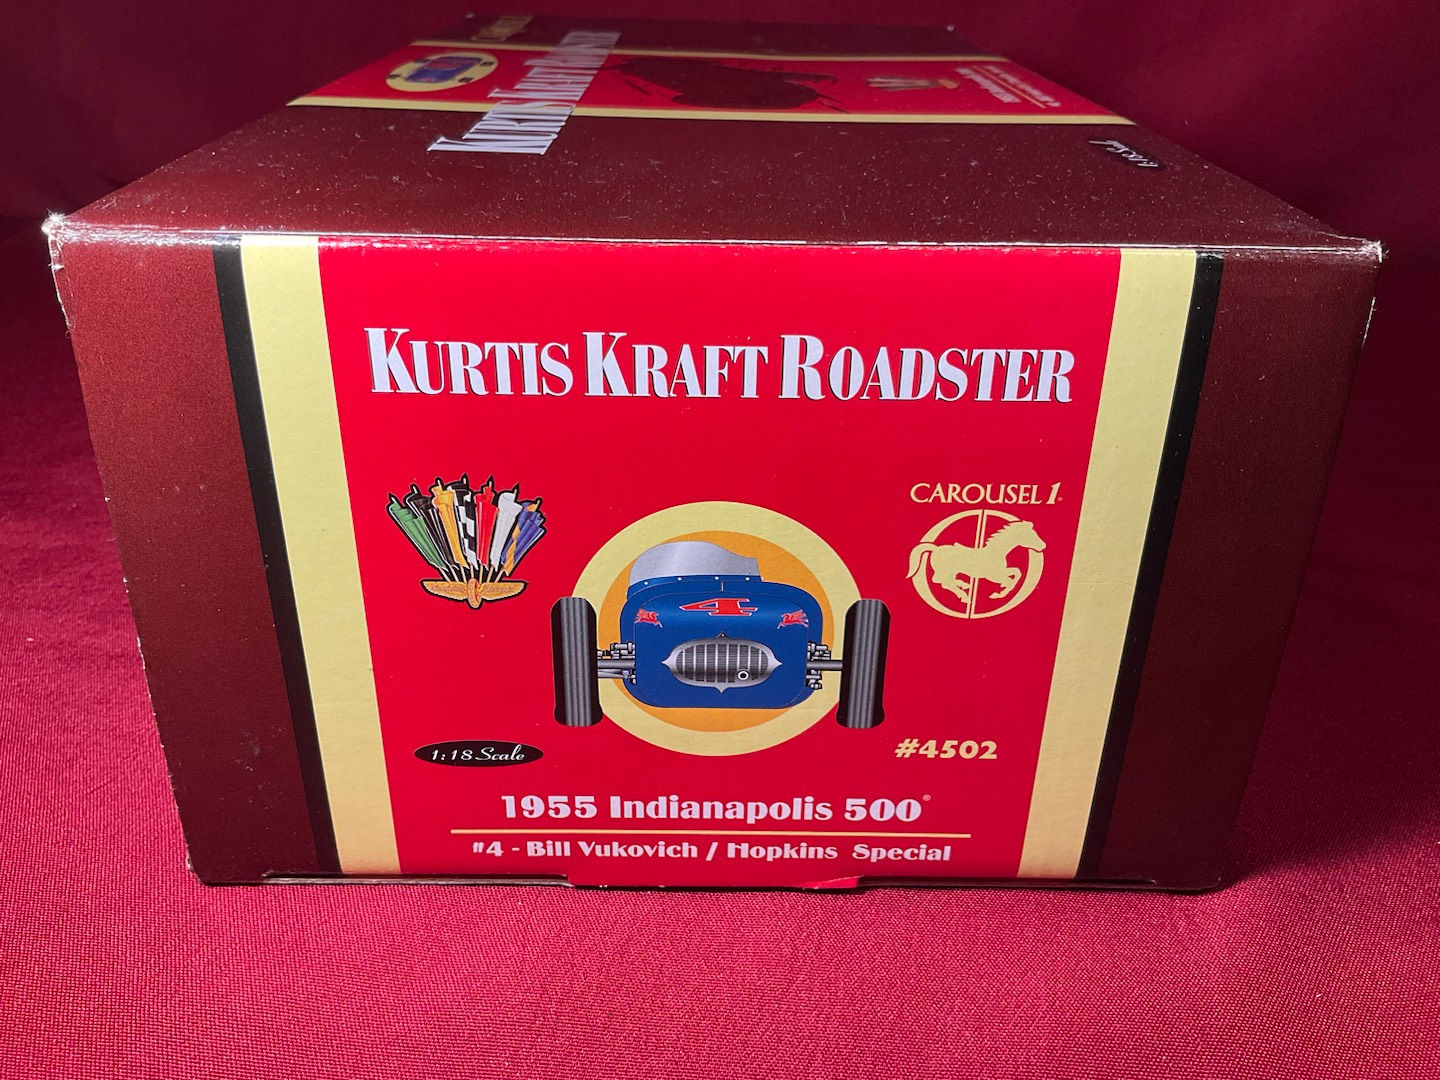 KURTIS KRAFT ROADSTER
KURTIS KRAFT ROADSTER
CAROUSEL 1
4
1:18 Scale
#4502
1955 Indianapolis 500®
#4 - Bill Vukovich / Hopkins Special